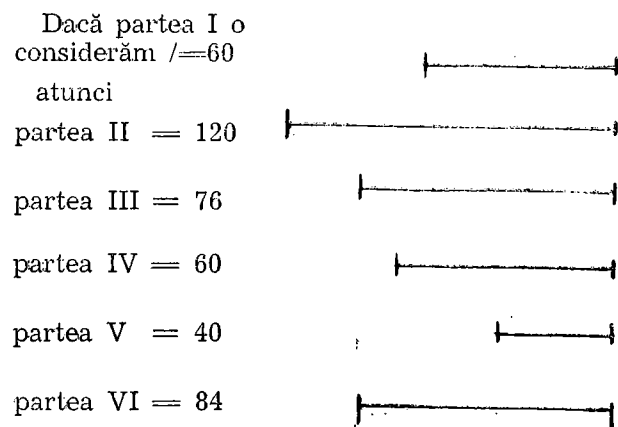 Dacă partea I o
considerăm /=60
atunci
partea II = 120
partea III = 76
partea IV = 60
partea V = 40
partea VI = 84